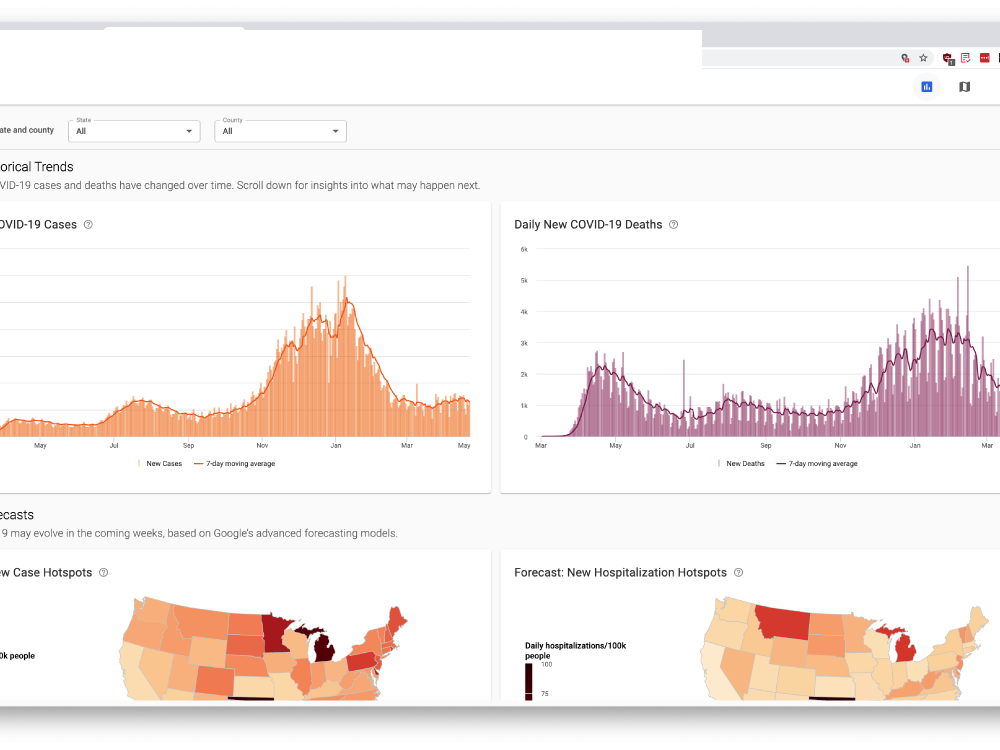 ate and county
State
All
County
All
orical Trends
VID-19 cases and deaths have changed over time. Scroll down for insights into what may happen next.
OVID-19 Cases
May
Jul
Sep
Nov
Jan
Mar
May
New Cases
7-day moving average
Daily New COVID-19 Deaths
6k
5k
4k
3k
2k
1k
0
Mar
May
Jul
Sep
Nov
Jan
Mar
New Deaths
7-day moving average
ecasts
9 may evolve in the coming weeks, based on Google's advanced forecasting models.
ew Case Hotspots
0k people
Forecast: New Hospitalization Hotspots
Daily hospitalizations/100k
people
100
75